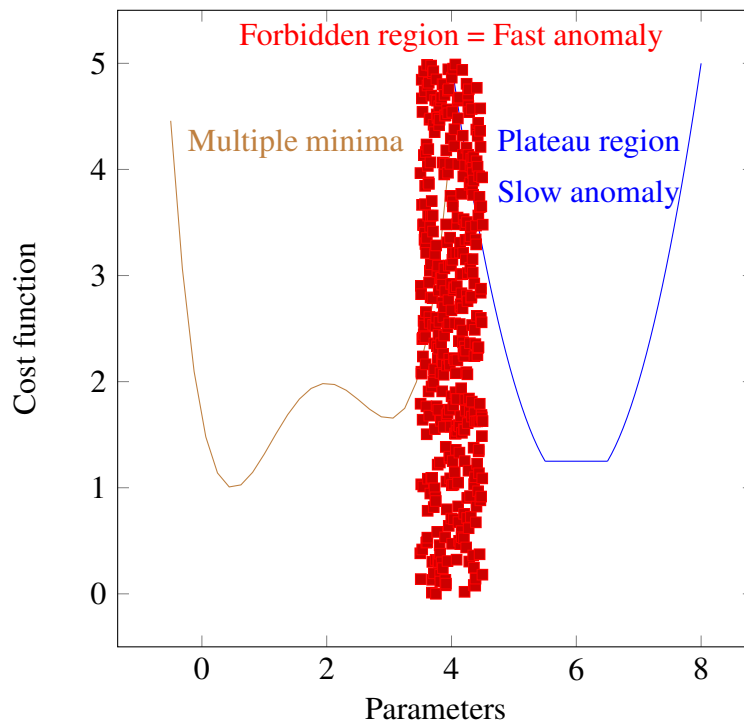 Forbidden region = Fast anomaly
5
Multiple minima
Plateau region
4
Slow anomaly
3
2
1
0
Cost function
0 2 4 6 8
Parameters